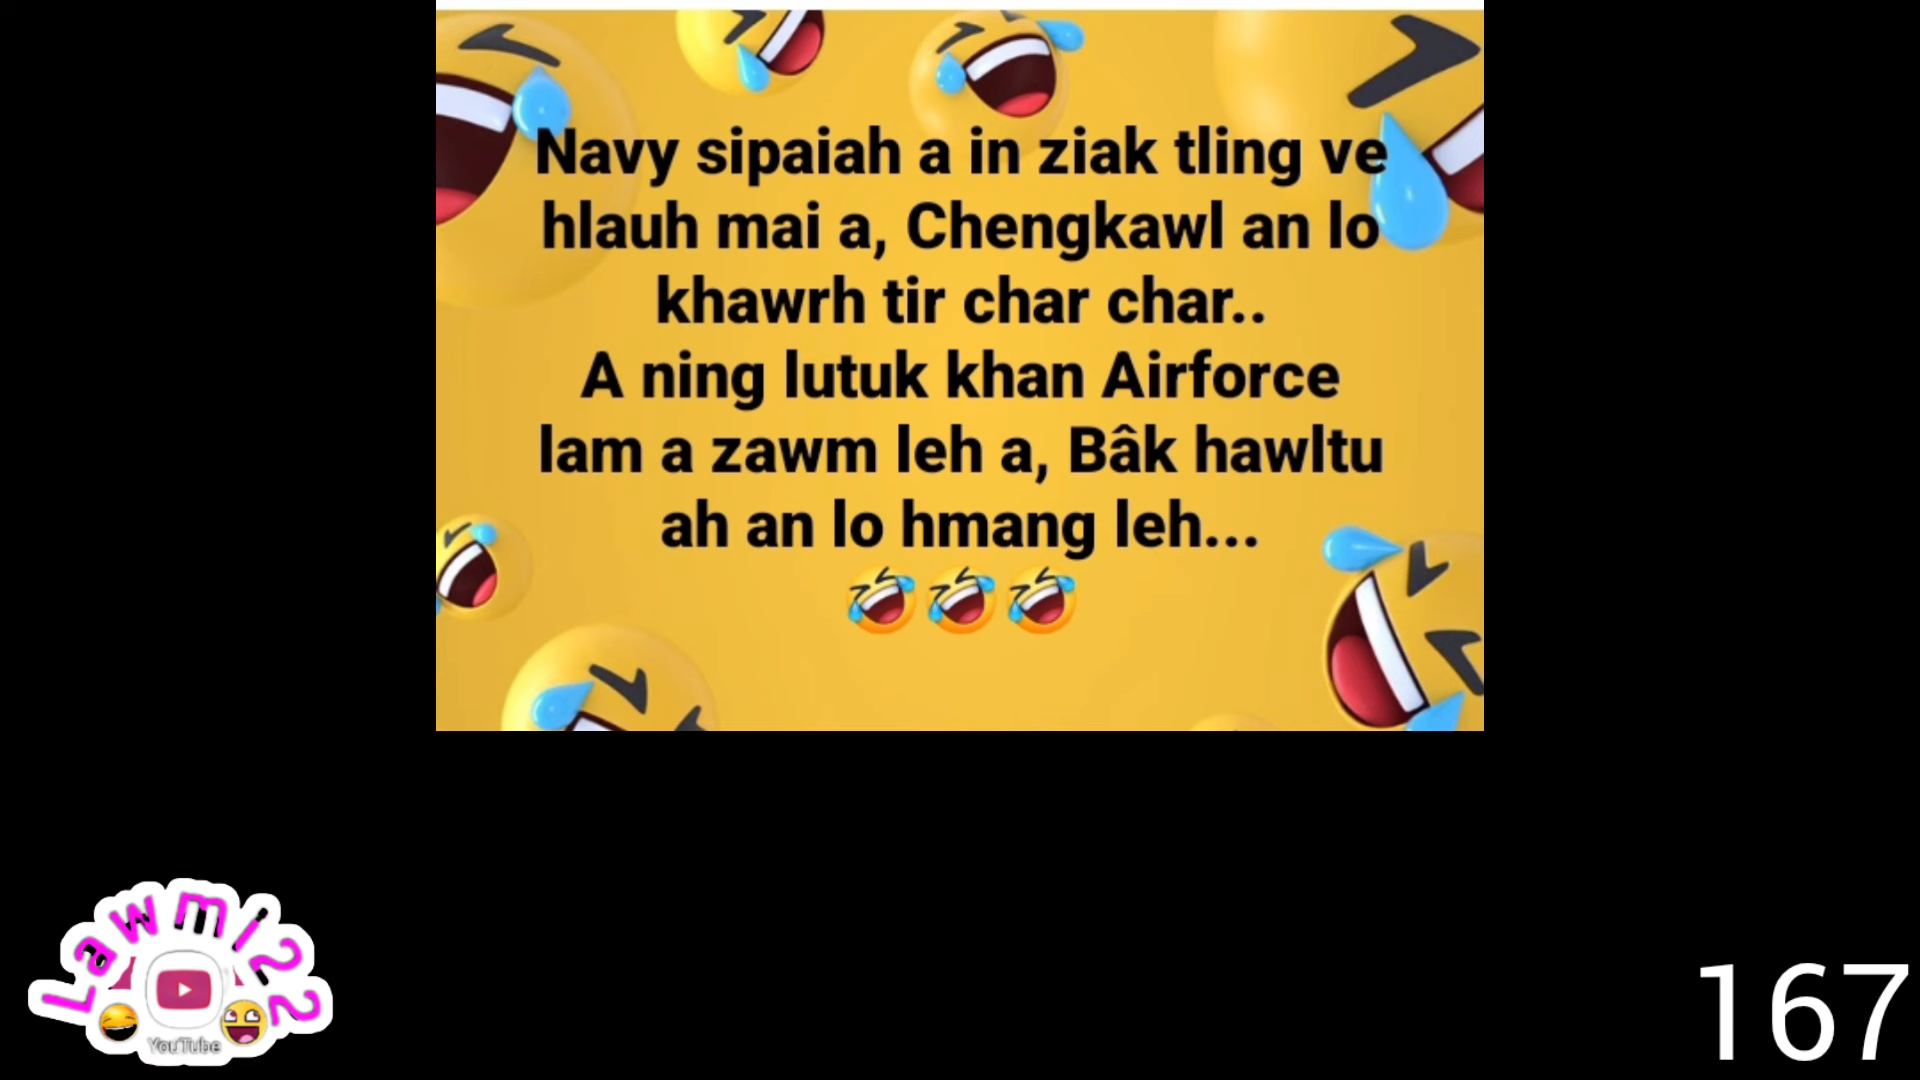 Navy sipaiah a in ziak tling ve
hlauh mai a, Chengkawl an lo
khawrh tir char char..
A ning lutuk khan Airforce
lam a zawm leh a, Bâk hawltu
ah an lo hmang leh...
🤣🤣🤣
Lawmi22
YouTube
167